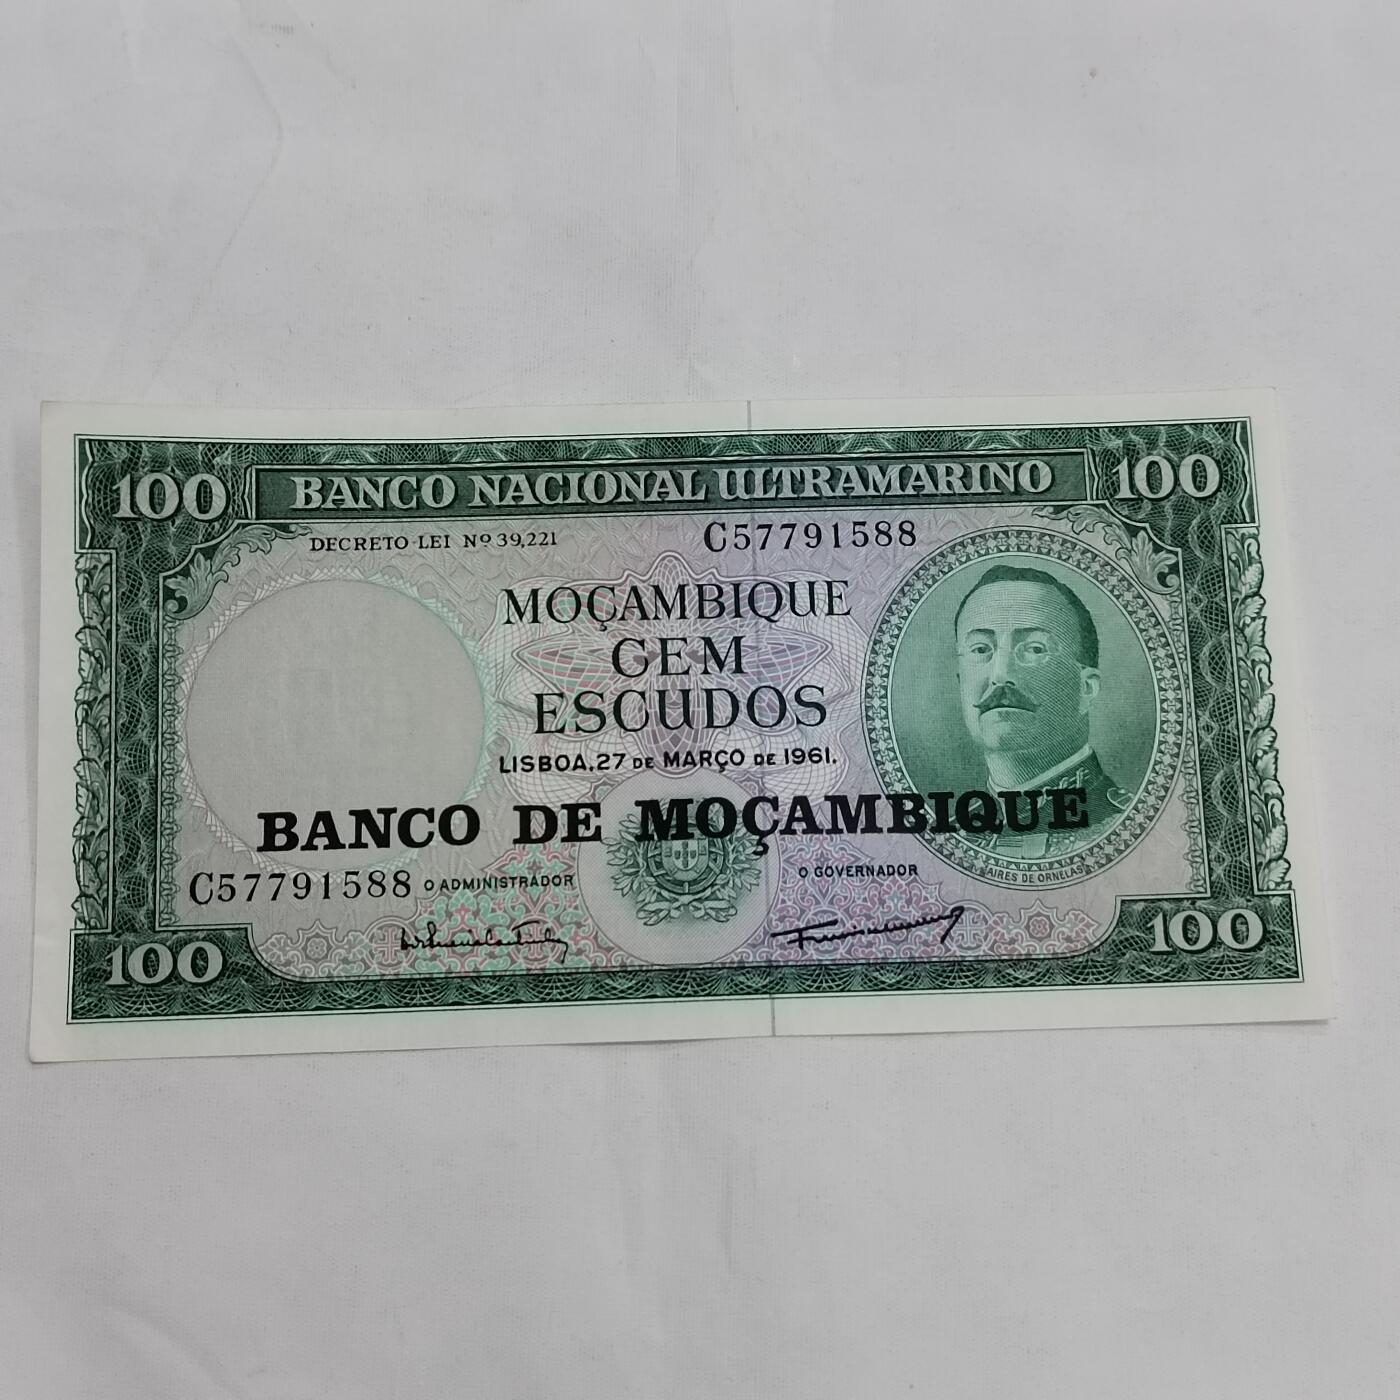 100 BANCO NACIONAL ULTRAMARINO 100
DECRETO-LEI Nº 39,221 C57791588
MOÇAMBIQUE
CEM
ESCUDOS
LISBOA, 27 DE MARÇO DE 1961.
BANCO DE MOÇAMBIQUE
C57791588 O ADMINISTRADOR O GOVERNADOR
AIRES DE ORNELAS
100 100